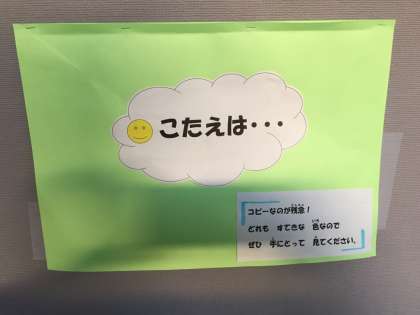 こたえは・・・
コピーなのが残念！
どれも すてきな 色なので
ぜひ 手にとって 見てください。